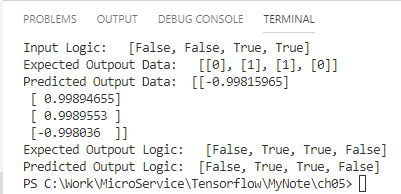 PROBLEMS OUTPUT DEBUG CONSOLE TERMINAL
Input Logic: [False, False, True, True]
Expected Outpout Data: [[0], [1], [1], [0]]
Predicted Output Data: [[-0.99815965]
[ 0.99894655]
[ 0.9989553 ]
[-0.998036 ]]
Expected Outpout Logic: [False, True, True, False]
Predicted Output Logic: [False, True, True, False]
PS C:\Work\MicroService\Tensorflow\MyNote\ch05>